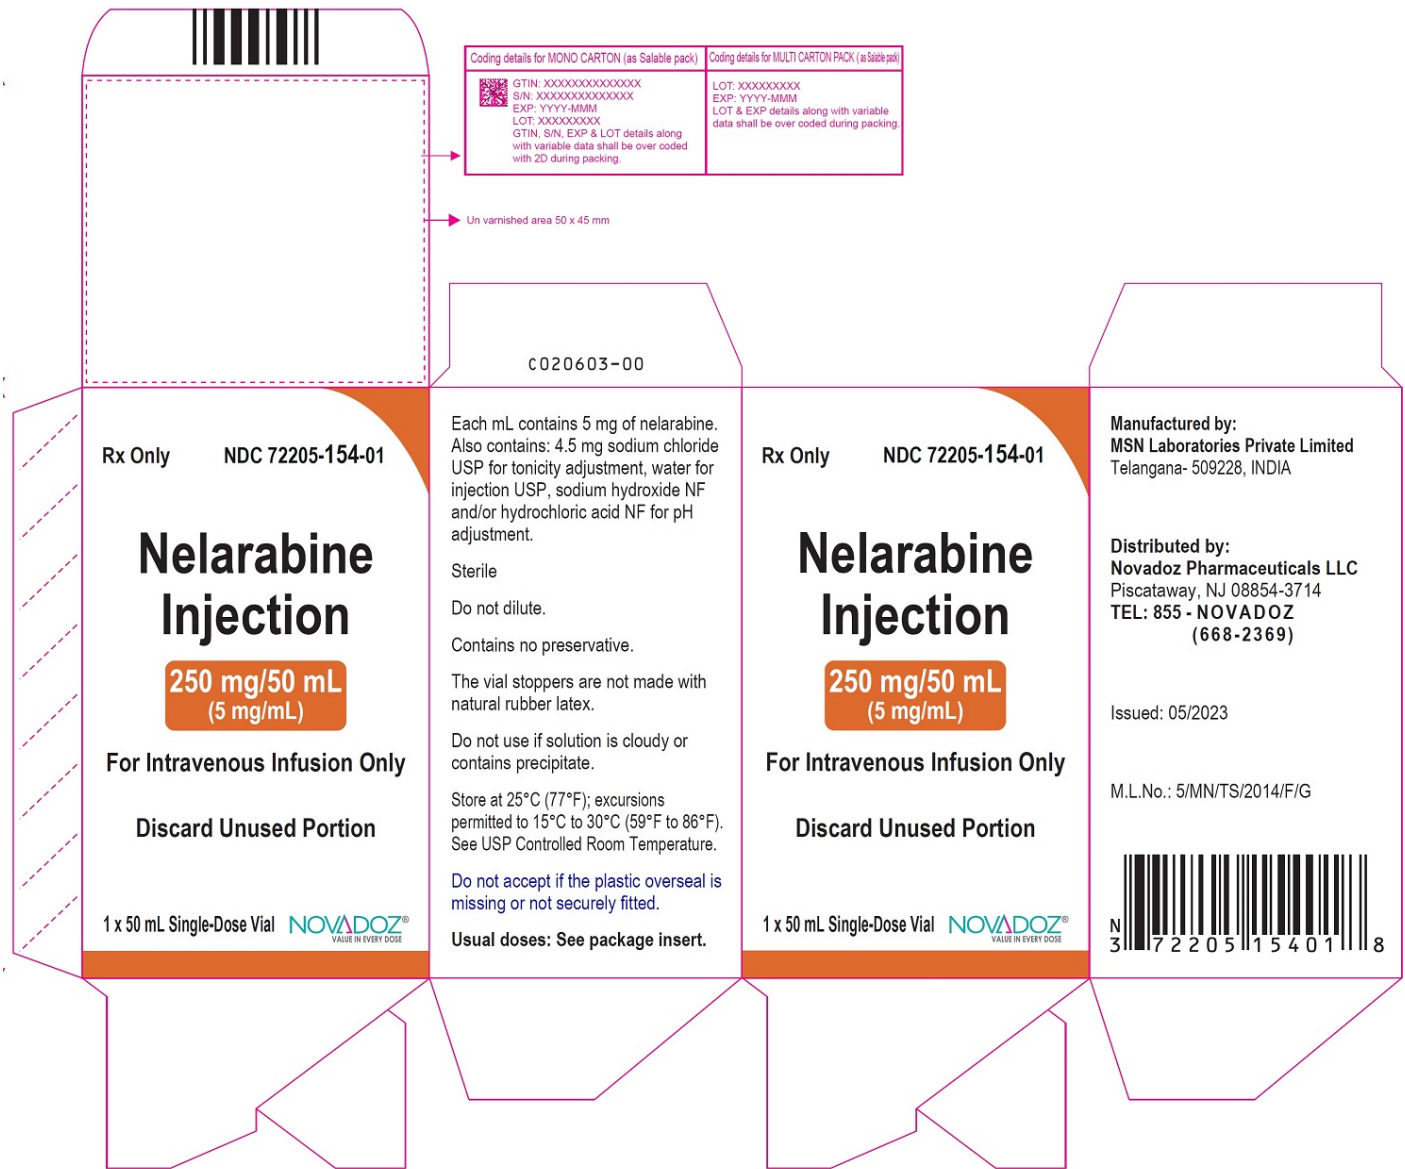 Coding details for MONO CARTON (as Salable pack)
GTIN: XXXXXXXXXXXXXX
S/N: XXXXXXXXXXXXXX
EXP: YYYY-MMM
LOT: XXXXXXXXX
GTIN, S/N, EXP & LOT details along
with variable data shall be over coded
with 2D during packing.
Coding details for MULTI CARTON PACK ( as Salable pack)
LOT: XXXXXXXXX
EXP: YYYY-MMM
LOT & EXP details along with variable
data shall be over coded during packing.
Un varnished area 50 x 45 mm
C020603-00
Rx Only NDC 72205-154-01
Nelarabine
Injection
250 mg/50 mL
(5 mg/mL)
For Intravenous Infusion Only
Discard Unused Portion
1 x 50 mL Single-Dose Vial NOVADOZ®
VALUE IN EVERY DOSE
Each mL contains 5 mg of nelarabine.
Also contains: 4.5 mg sodium chloride
USP for tonicity adjustment, water for
injection USP, sodium hydroxide NF
and/or hydrochloric acid NF for pH
adjustment.
Sterile
Do not dilute.
Contains no preservative.
The vial stoppers are not made with
natural rubber latex.
Do not use if solution is cloudy or
contains precipitate.
Store at 25°C (77°F); excursions
permitted to 15°C to 30°C (59°F to 86°F).
See USP Controlled Room Temperature.
Do not accept if the plastic overseal is
missing or not securely fitted.
Usual doses: See package insert.
Rx Only NDC 72205-154-01
Nelarabine
Injection
250 mg/50 mL
(5 mg/mL)
For Intravenous Infusion Only
Discard Unused Portion
1 x 50 mL Single-Dose Vial NOVADOZ®
VALUE IN EVERY DOSE
Manufactured by:
MSN Laboratories Private Limited
Telangana- 509228, INDIA
Distributed by:
Novadoz Pharmaceuticals LLC
Piscataway, NJ 08854-3714
TEL: 855 - NOVADOZ
(668-2369)
Issued: 05/2023
M.L.No.: 5/MN/TS/2014/F/G
N
3 72205 15401 8